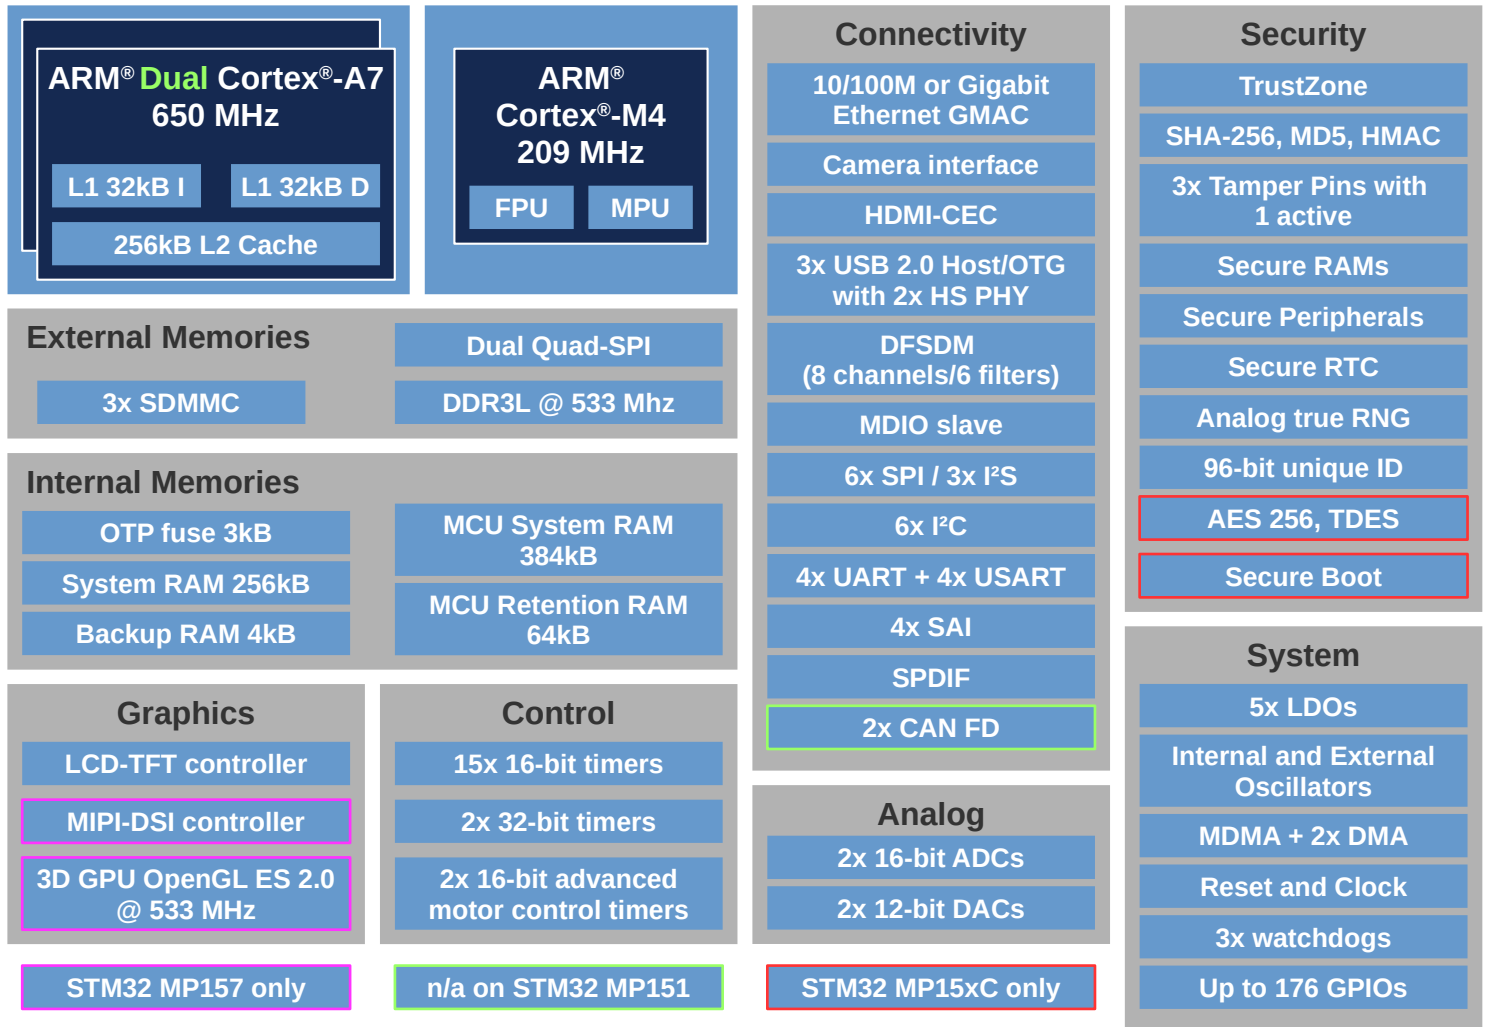 ARM® Dual Cortex®-A7
650 MHz
L1 32kB I
L1 32kB D
256kB L2 Cache
ARM®
Cortex®-M4
209 MHz
FPU
MPU
External Memories
3x SDMMC
Dual Quad-SPI
DDR3L @ 533 Mhz
Internal Memories
OTP fuse 3kB
System RAM 256kB
Backup RAM 4kB
MCU System RAM
384kB
MCU Retention RAM
64kB
Graphics
LCD-TFT controller
MIPI-DSI controller
3D GPU OpenGL ES 2.0
@ 533 MHz
Control
15x 16-bit timers
2x 32-bit timers
2x 16-bit advanced
motor control timers
Connectivity
10/100M or Gigabit
Ethernet GMAC
Camera interface
HDMI-CEC
3x USB 2.0 Host/OTG
with 2x HS PHY
DFSDM
(8 channels/6 filters)
MDIO slave
6x SPI / 3x I²S
6x I²C
4x UART + 4x USART
4x SAI
SPDIF
2x CAN FD
Analog
2x 16-bit ADCs
2x 12-bit DACs
Security
TrustZone
SHA-256, MD5, HMAC
3x Tamper Pins with
1 active
Secure RAMs
Secure Peripherals
Secure RTC
Analog true RNG
96-bit unique ID
AES 256, TDES
Secure Boot
System
5x LDOs
Internal and External
Oscillators
MDMA + 2x DMA
Reset and Clock
3x watchdogs
Up to 176 GPIOs
STM32 MP157 only
n/a on STM32 MP151
STM32 MP15xC only